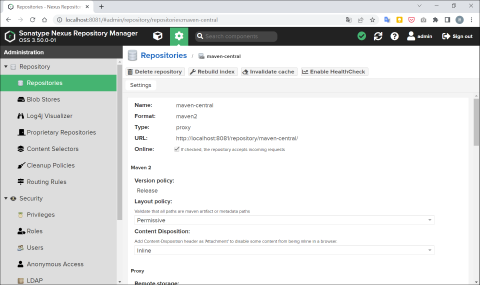 Repositories - Nexus Reposito
localhost:8081/#admin/repository/repositories:maven-central
Sonatype Nexus Repository Manager
OSS 3.50.0-01
Search components
admin
Sign out
Administration
Repository
Repositories
Blob Stores
Log4j Visualizer
Proprietary Repositories
Content Selectors
Cleanup Policies
Routing Rules
Security
Privileges
Roles
Users
Anonymous Access
LDAP
Repositories / maven-central
Delete repository
Rebuild index
Invalidate cache
Enable HealthCheck
Settings
Name: maven-central
Format: maven2
Type: proxy
URL: http://localhost:8081/repository/maven-central/
Online: If checked, the repository accepts incoming requests
Maven 2
Version policy:
Release
Layout policy:
Validate that all paths are maven artifact or metadata paths
Permissive
Content Disposition:
Add Content-Disposition header as 'Attachment' to disable some content from being inline in a browser.
Inline
Proxy
Remote storage: